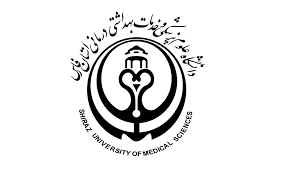 دانشگاه علوم پزشکی و خدمات بهداشتی درمانی استان فارس
SHIRAZ UNIVERSITY OF MEDICAL SCIENCES